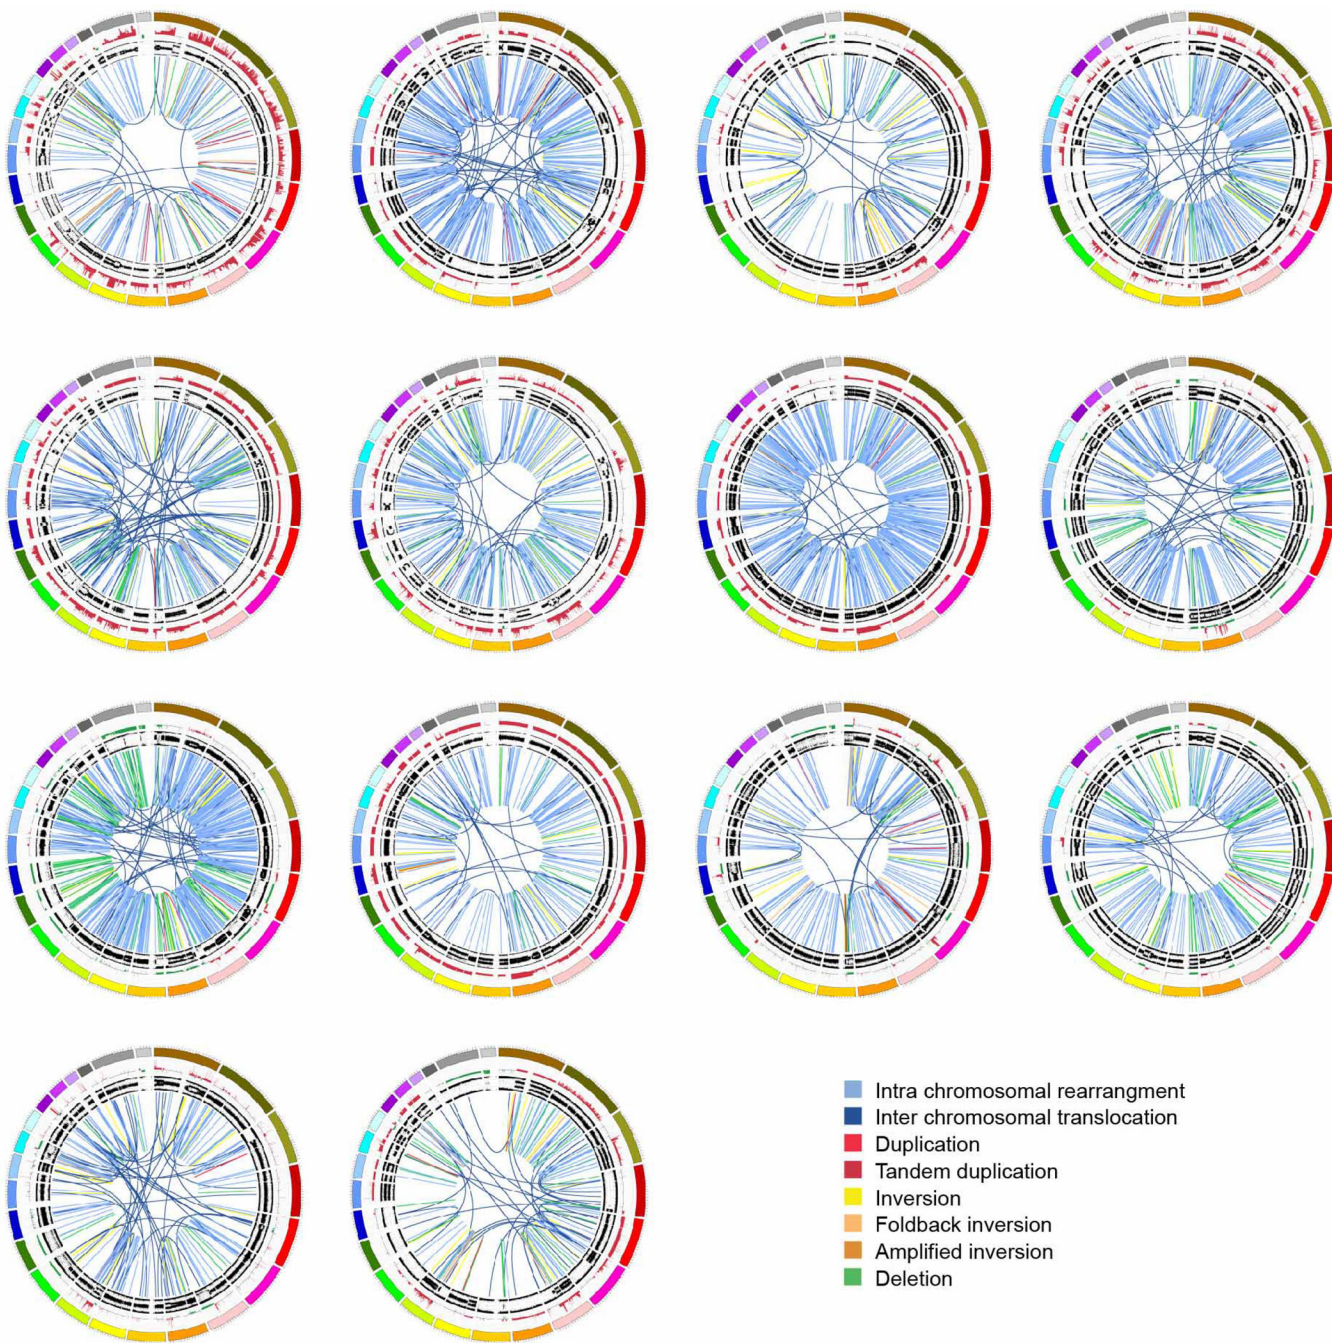 Intra chromosomal rearrangment
Inter chromosomal translocation
Duplication
Tandem duplication
Inversion
Foldback inversion
Amplified inversion
Deletion